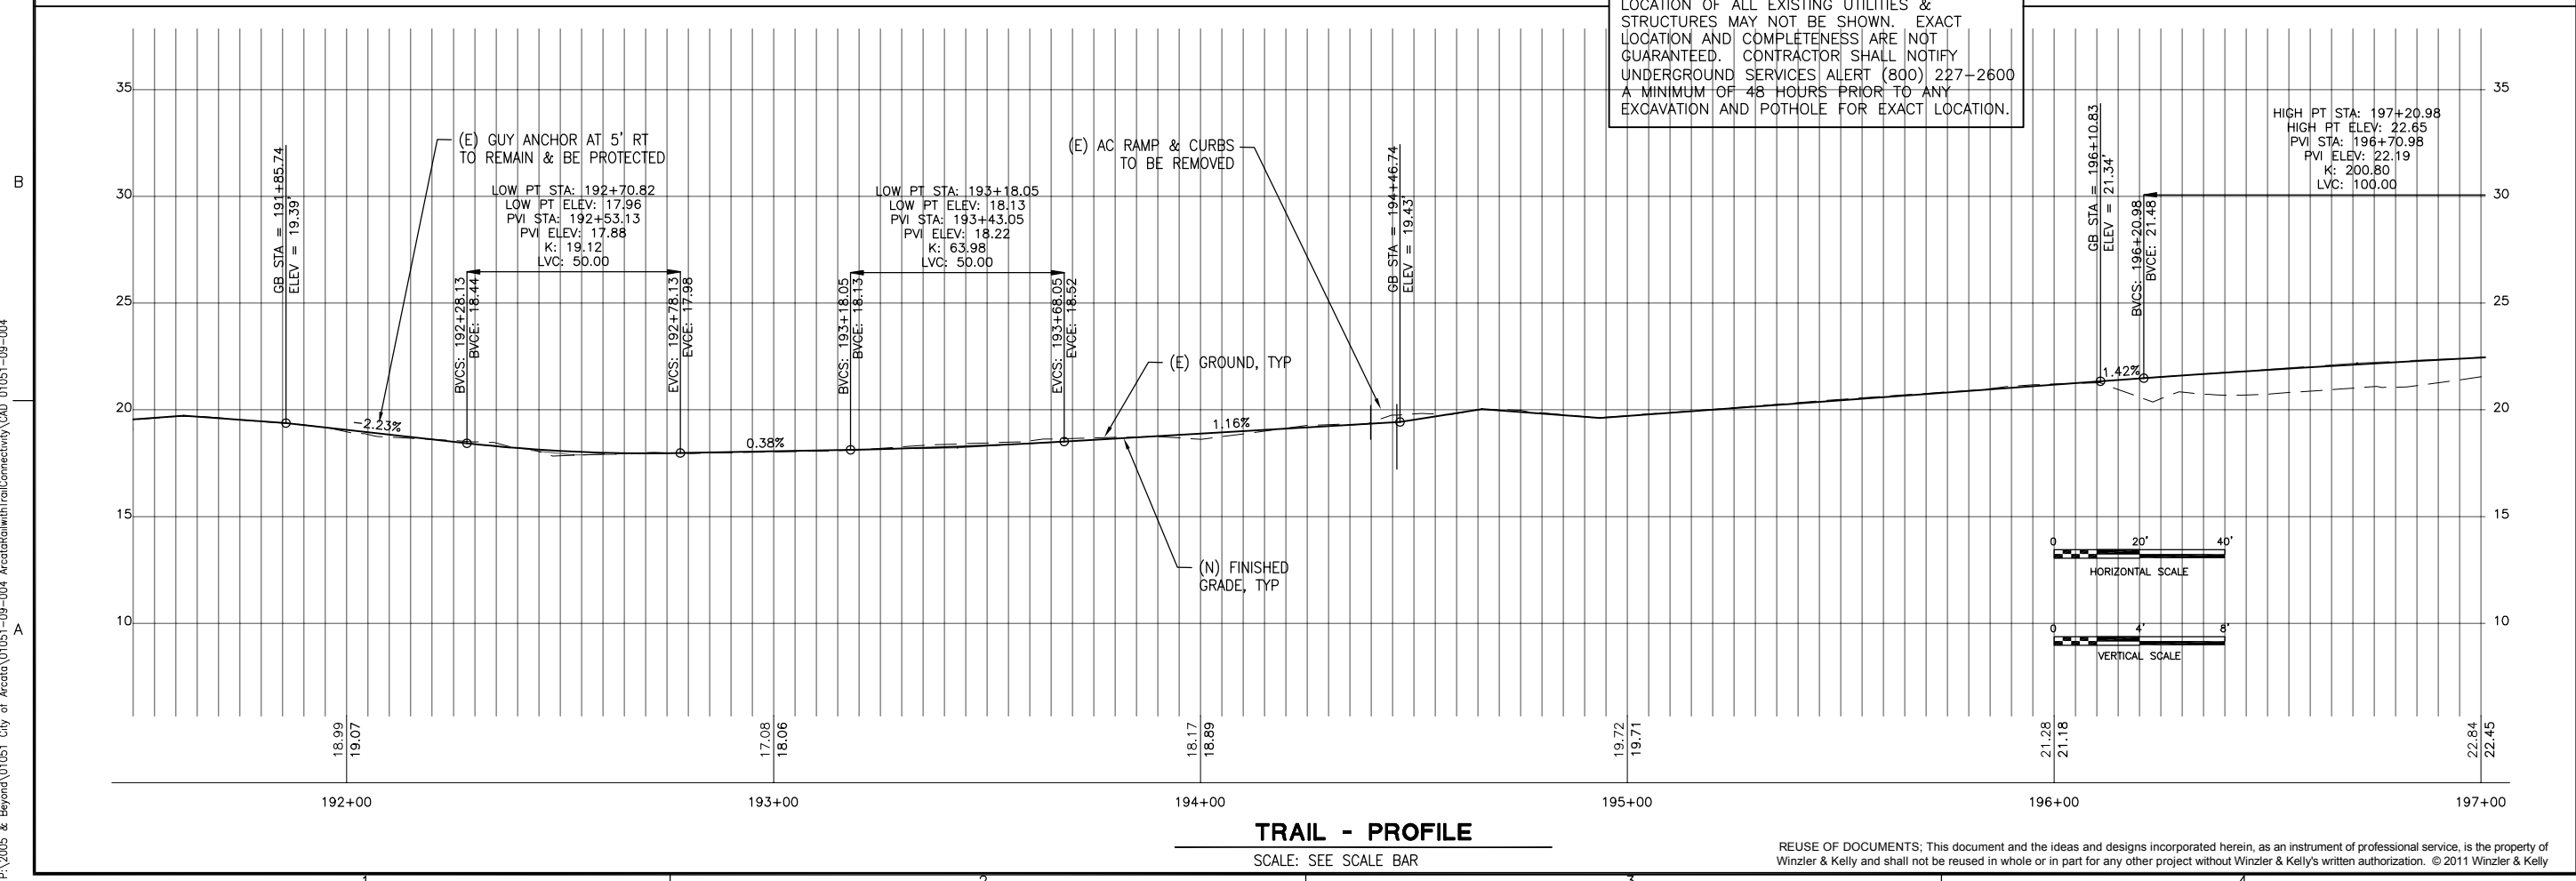 LOCATION OF ALL EXISTING UTILITIES &
STRUCTURES MAY NOT BE SHOWN. EXACT
LOCATION AND COMPLETENESS ARE NOT
GUARANTEED. CONTRACTOR SHALL NOTIFY
UNDERGROUND SERVICES ALERT (800) 227-2600
A MINIMUM OF 48 HOURS PRIOR TO ANY
EXCAVATION AND POTHOLE FOR EXACT LOCATION.
35
30
25
20
15
10
B
A
P:\2005 & Beyond\01051 City of Arcata\01051-09-004 ArcataRailwithTrailConnectivity\CAD 01051-09-004
GB STA = 191+85.74
ELEV = 19.39'
(E) GUY ANCHOR AT 5' RT
TO REMAIN & BE PROTECTED
LOW PT STA: 192+70.82
LOW PT ELEV: 17.96
PVI STA: 192+53.13
PVI ELEV: 17.88
K: 19.12
LVC: 50.00
BVCS: 192+28.13
BVCE: 18.44
EVCS: 192+78.13
EVCE: 17.98
LOW PT STA: 193+18.05
LOW PT ELEV: 18.13
PVI STA: 193+43.05
PVI ELEV: 18.22
K: 63.98
LVC: 50.00
BVCS: 193+18.05
BVCE: 18.13
EVCS: 193+68.05
EVCE: 18.52
(E) AC RAMP & CURBS
TO BE REMOVED
GB STA = 194+46.74
ELEV = 19.43'
(E) GROUND, TYP
(N) FINISHED
GRADE, TYP
GB STA = 196+10.83
ELEV = 21.34'
BVCS: 196+20.98
BVCE: 21.48
HIGH PT STA: 197+20.98
HIGH PT ELEV: 22.65
PVI STA: 196+70.98
PVI ELEV: 22.19
K: 200.80
LVC: 100.00
35
30
25
20
15
10
-2.23%
0.38%
1.16%
1.42%
0 20' 40'
HORIZONTAL SCALE
0 4' 8'
VERTICAL SCALE
18.99
19.07
17.08
18.06
18.17
18.89
19.72
19.71
21.28
21.18
22.84
22.45
192+00 193+00 194+00 195+00 196+00 197+00
TRAIL - PROFILE
SCALE: SEE SCALE BAR
REUSE OF DOCUMENTS; This document and the ideas and designs incorporated herein, as an instrument of professional service, is the property of
Winzler & Kelly and shall not be reused in whole or in part for any other project without Winzler & Kelly's written authorization. © 2011 Winzler & Kelly